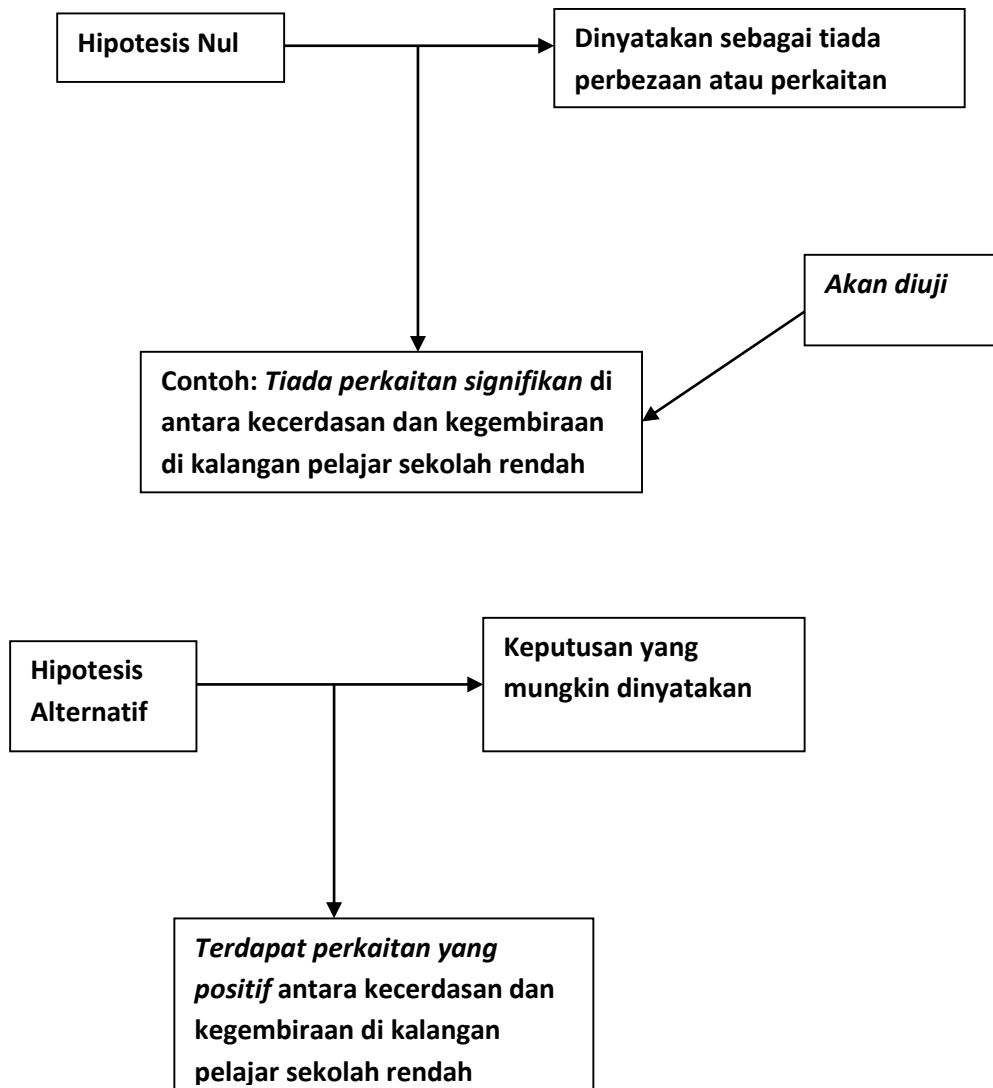 Hipotesis Nul
Dinyatakan sebagai tiada
perbezaan atau perkaitan
Akan diuji
Contoh: Tiada perkaitan signifikan di
antara kecerdasan dan kegembiraan
di kalangan pelajar sekolah rendah
Hipotesis
Alternatif
Keputusan yang
mungkin dinyatakan
Terdapat perkaitan yang
positif antara kecerdasan dan
kegembiraan di kalangan
pelajar sekolah rendah